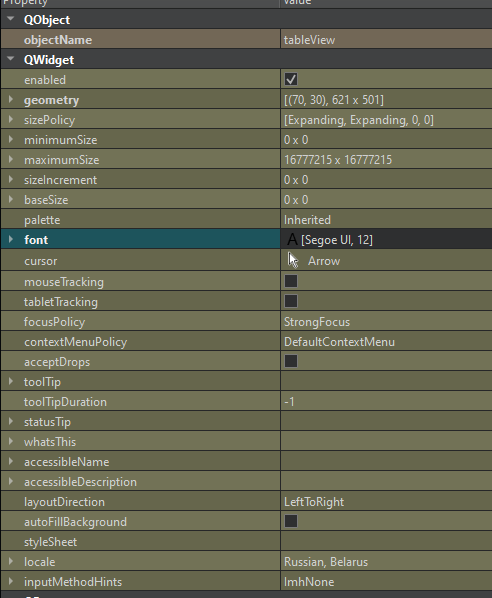 Property Value
QObject
objectName tableView
QWidget
enabled
geometry [(70, 30), 621 x 501]
sizePolicy [Expanding, Expanding, 0, 0]
minimumSize 0 x 0
maximumSize 16777215 x 16777215
sizeIncrement 0 x 0
baseSize 0 x 0
palette Inherited
font A [Segoe UI, 12]
cursor Arrow
mouseTracking
tabletTracking
focusPolicy StrongFocus
contextMenuPolicy DefaultContextMenu
acceptDrops
toolTip
toolTipDuration -1
statusTip
whatsThis
accessibleName
accessibleDescription
layoutDirection LeftToRight
autoFillBackground
styleSheet
locale Russian, Belarus
inputMethodHints ImhNone